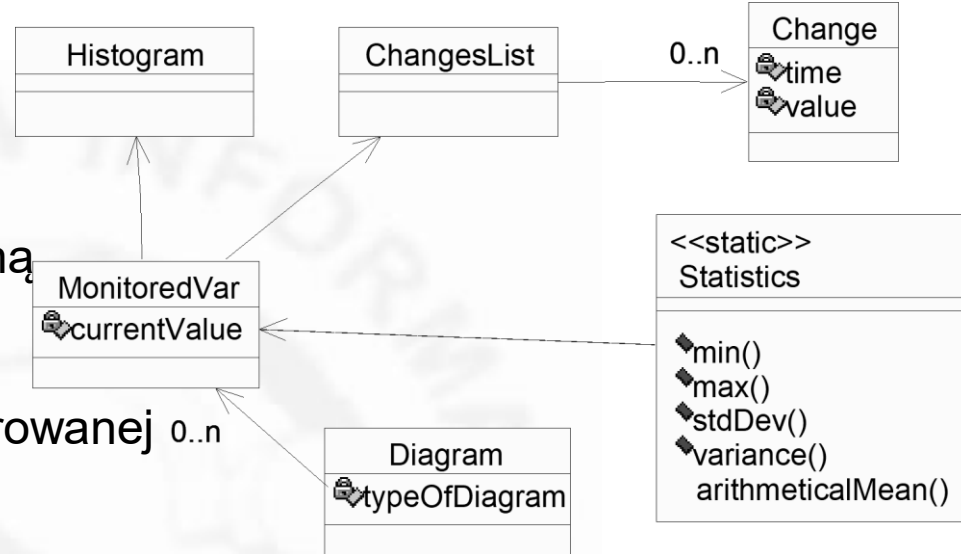 Histogram
ChangesList
0..n
Change
time
value
ną
MonitoredVar
currentValue
<<static>>
Statistics
min()
max()
stdDev()
variance()
arithmeticalMean()
rowanej
0..n
Diagram
typeOfDiagram